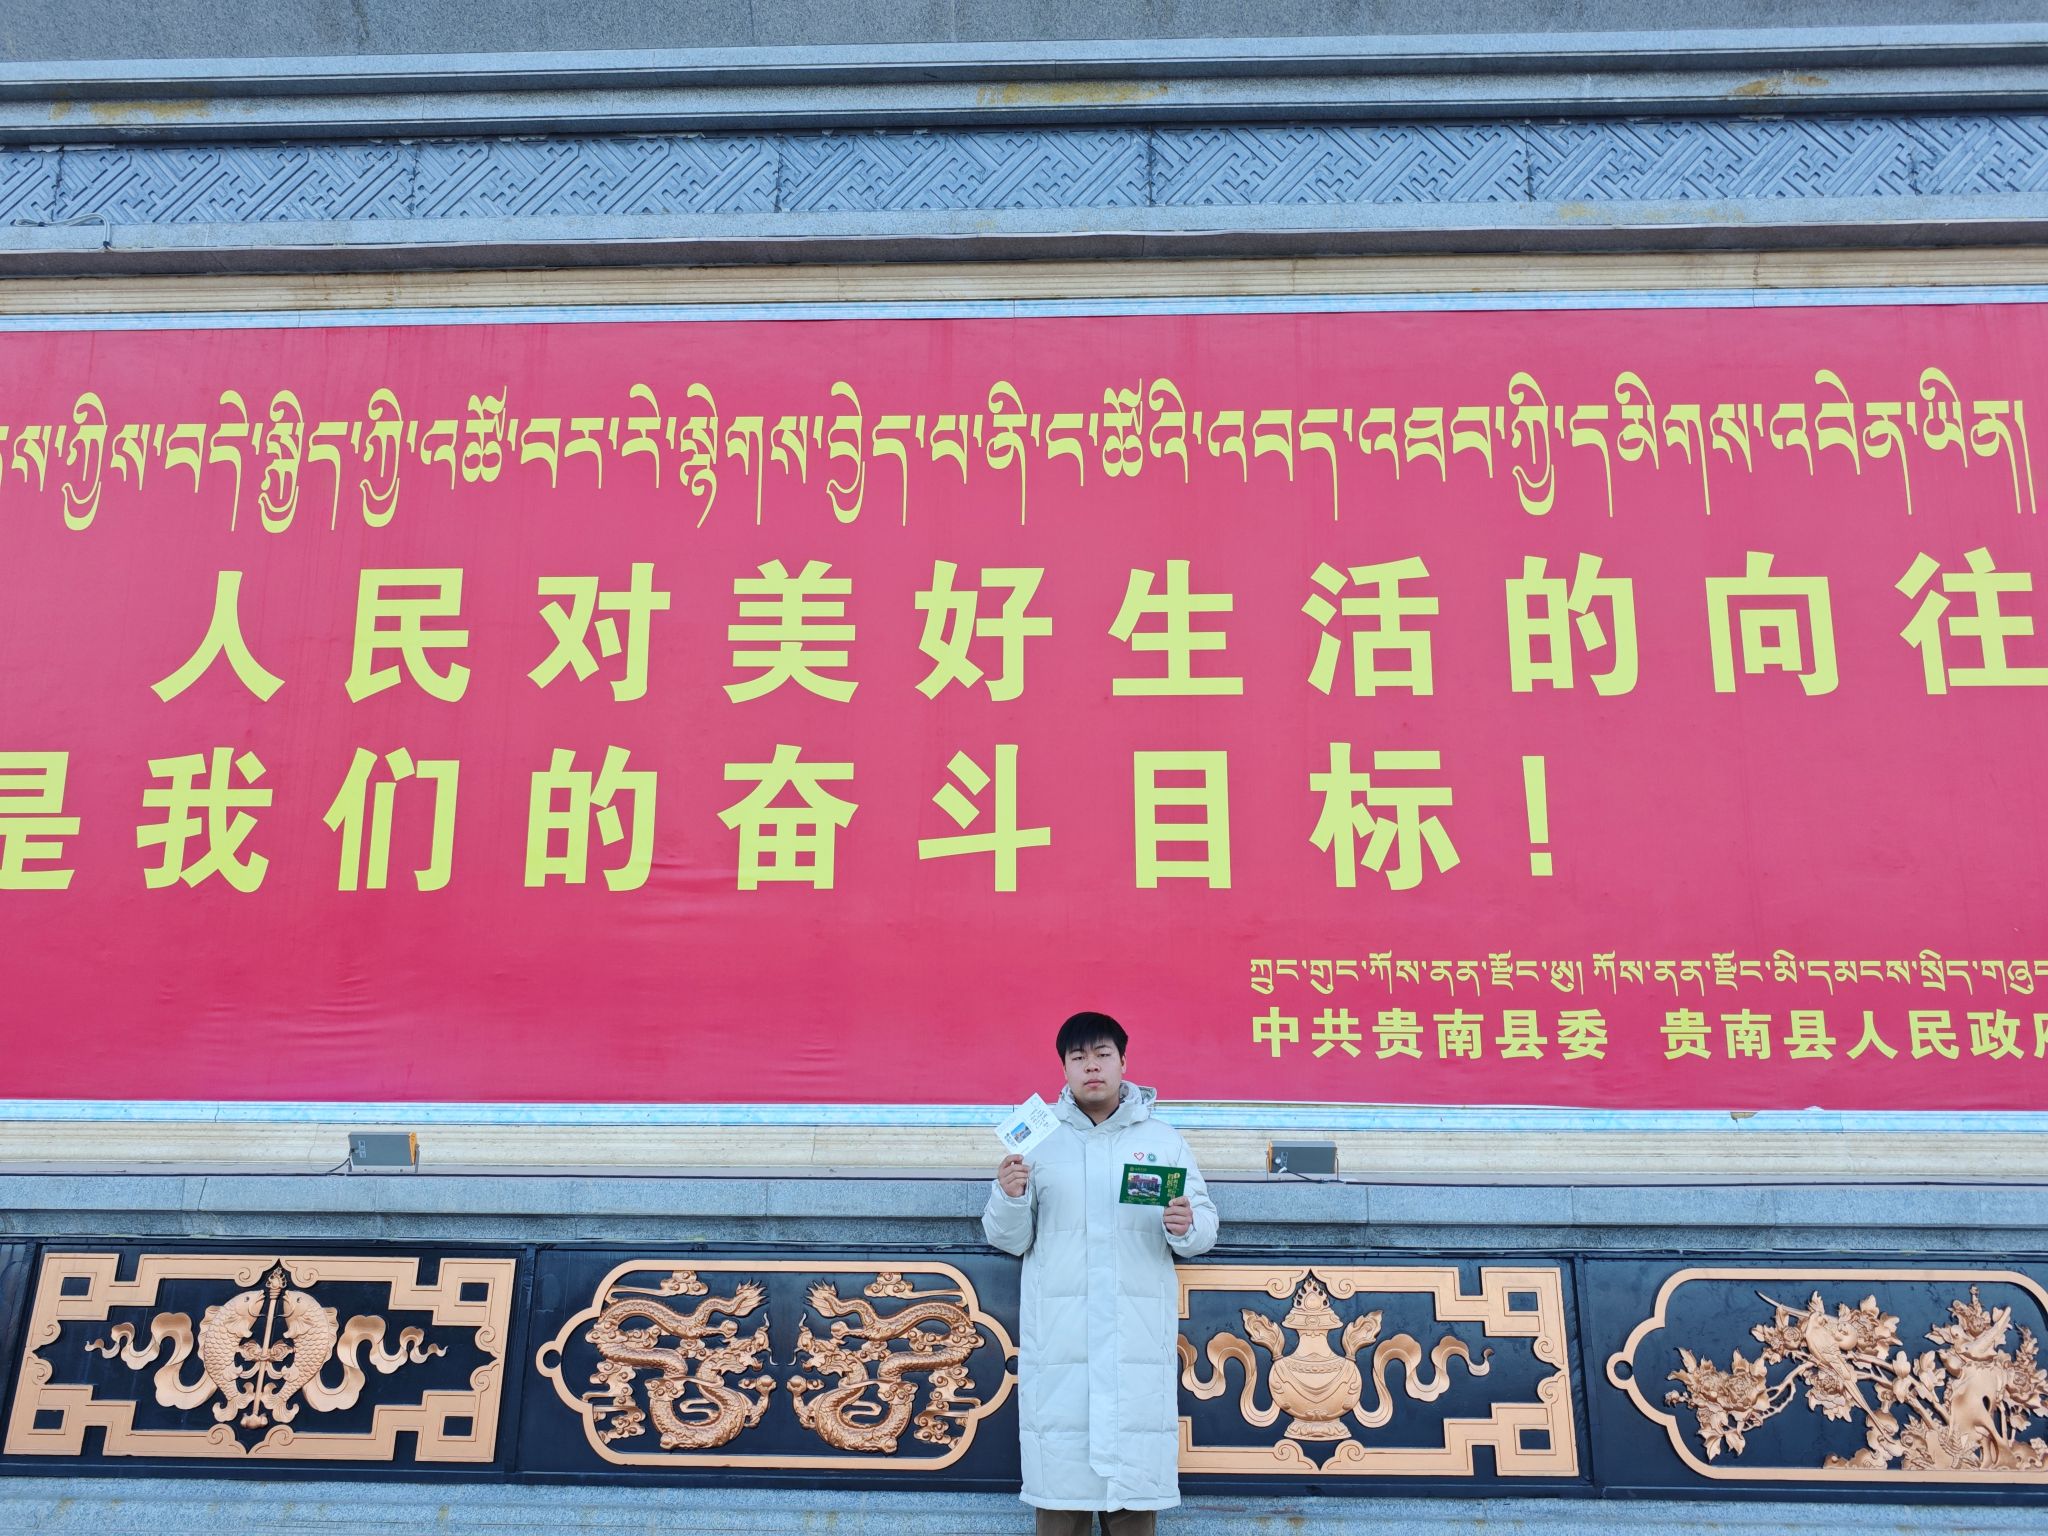 ས་ཀྱིས་བདེ་སྐྱིད་ཀྱི་འཚོ་བར་རེ་སྨོན་བྱེད་པ་ནི་ང་ཚོའི་འབད་འཐབ་ཀྱི་དམིགས་འབེན་ཡིན།།
人民对美好生活的向往
是我们的奋斗目标！
ཀྲུང་གུང་ཀོས་ནན་རྫོང་ཨུ། ཀོས་ནན་རྫོང་མི་དམངས་སྲིད་གཞུང
中共贵南县委 贵南县人民政府